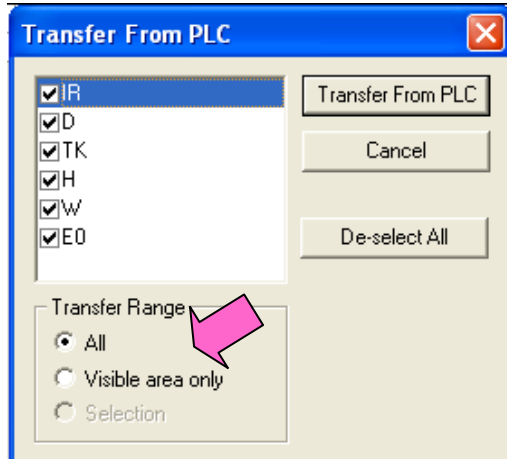 Transfer From PLC
IR
D
TK
H
W
E0
Transfer From PLC
Cancel
De-select All
Transfer Range
All
Visible area only
Selection